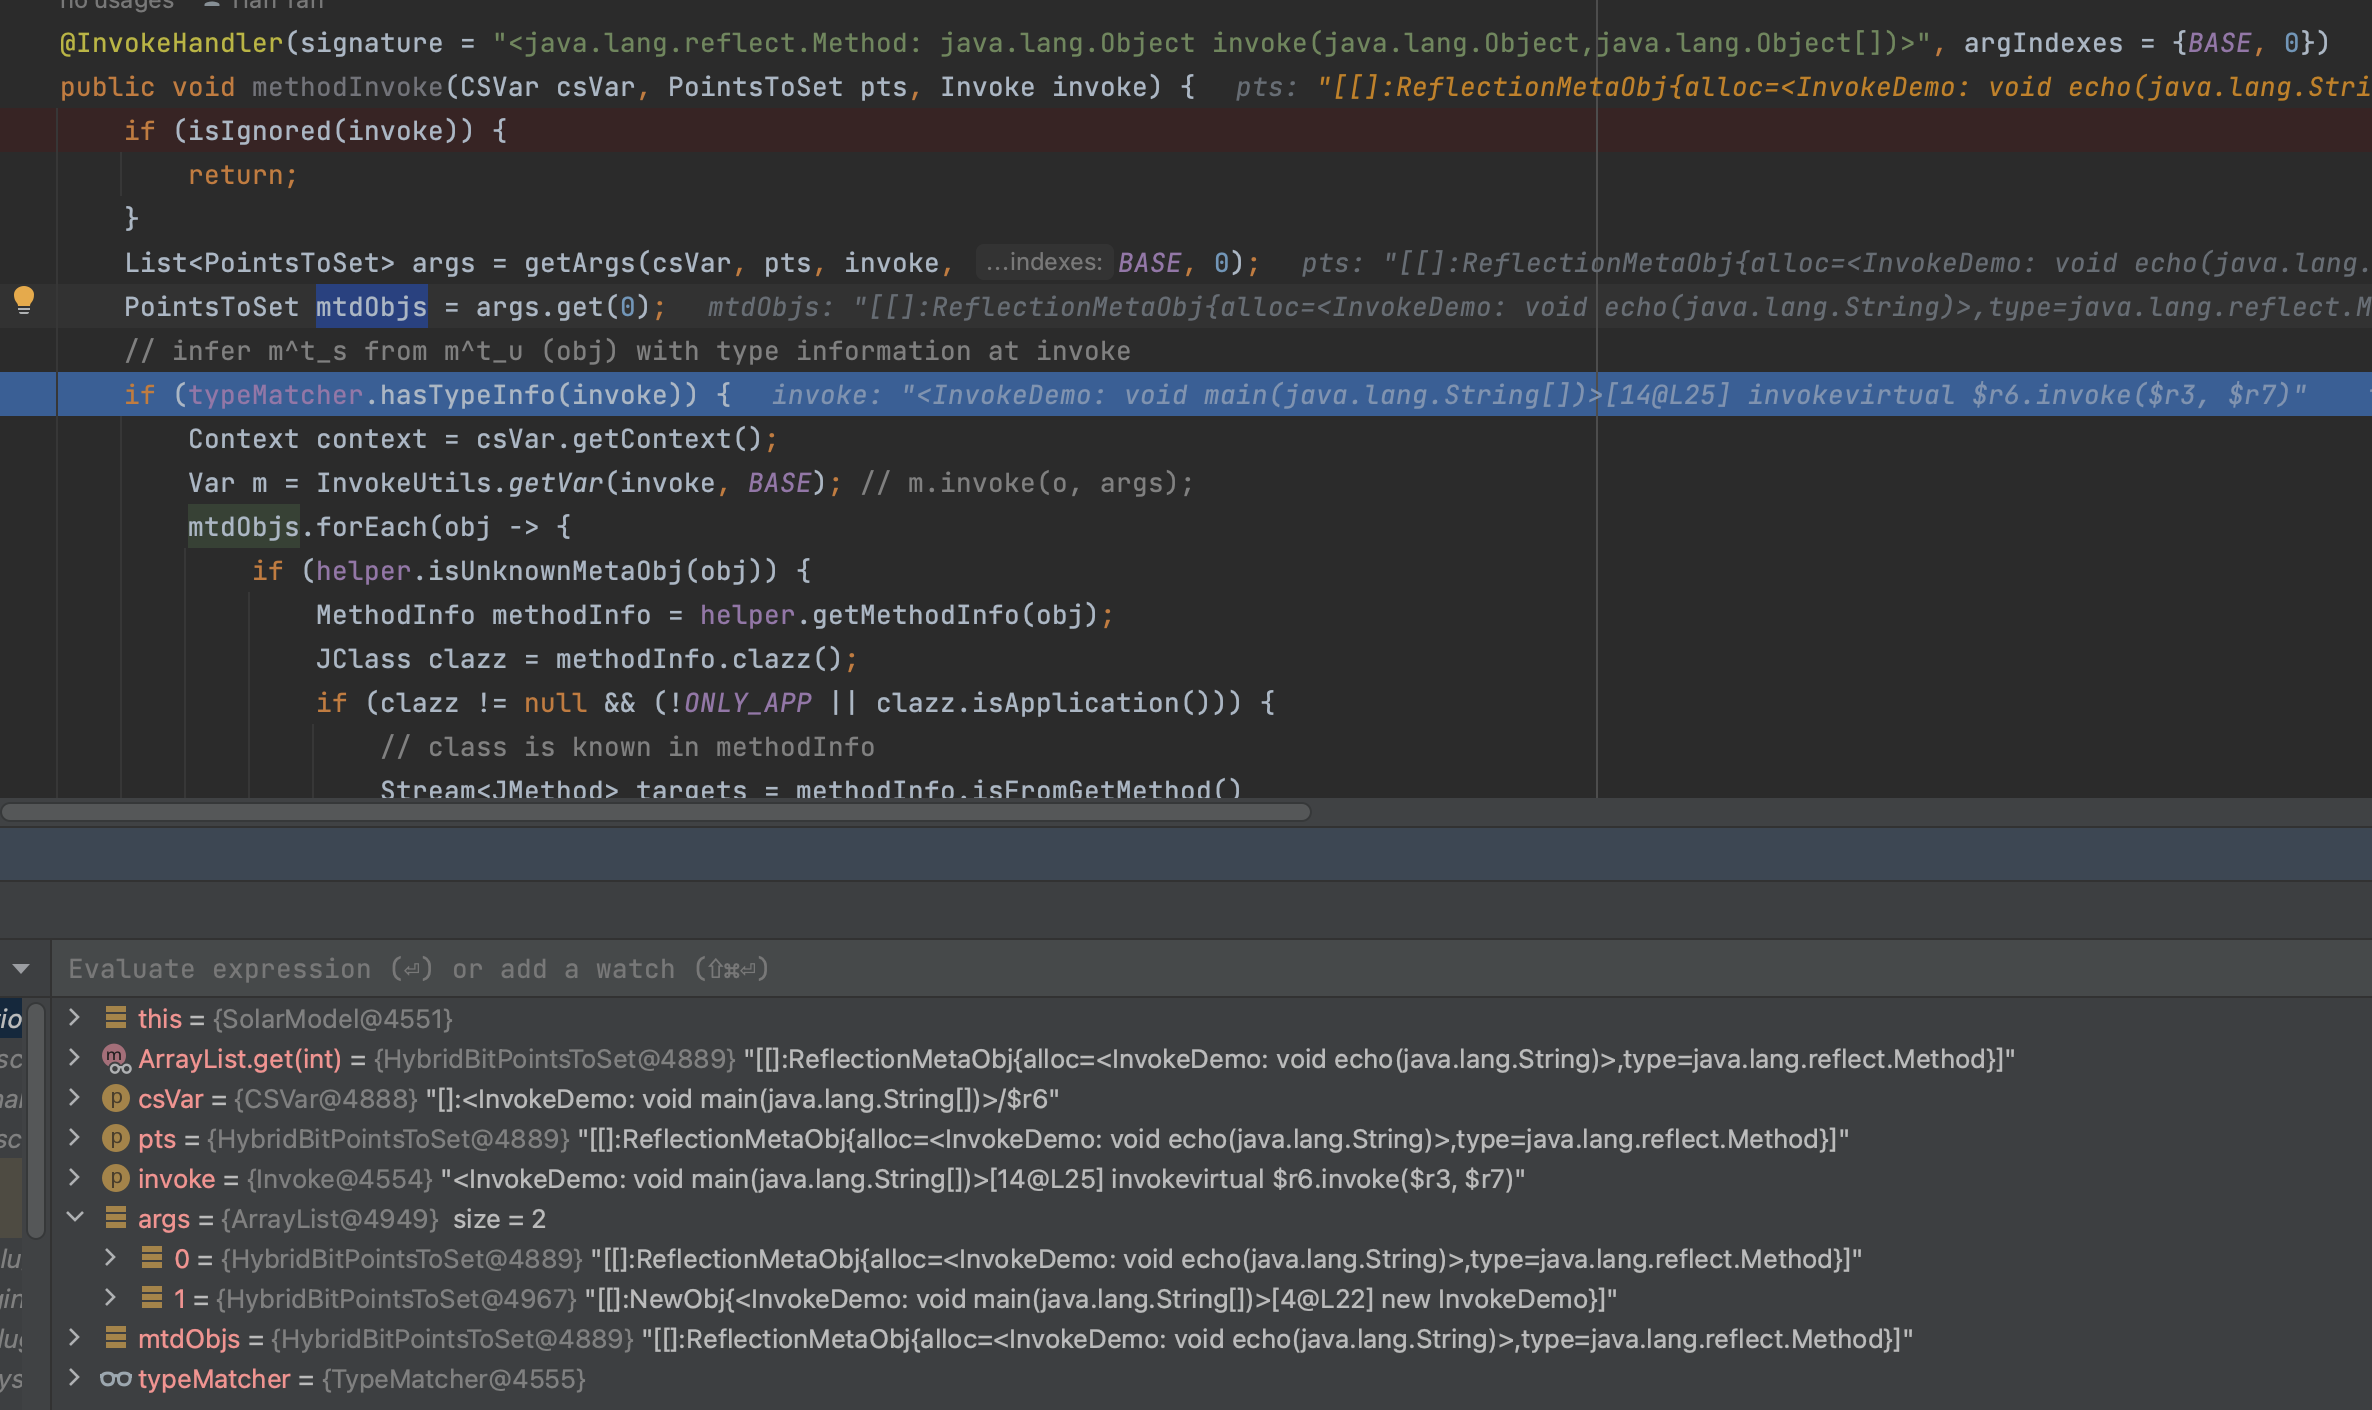 no usages Tian Tan
@InvokeHandler(signature = "<java.lang.reflect.Method: java.lang.Object invoke(java.lang.Object,java.lang.Object[])>", argIndexes = {BASE, 0})
public void methodInvoke(CSVar csVar, PointsToSet pts, Invoke invoke) { pts: "[[]:ReflectionMetaObj{alloc=<InvokeDemo: void echo(java.lang.Stri
if (isIgnored(invoke)) {
return;
}
List<PointsToSet> args = getArgs(csVar, pts, invoke, ...indexes: BASE, 0); pts: "[[]:ReflectionMetaObj{alloc=<InvokeDemo: void echo(java.lang.
PointsToSet mtdObjs = args.get(0); mtdObjs: "[[]:ReflectionMetaObj{alloc=<InvokeDemo: void echo(java.lang.String)>,type=java.lang.reflect.M
// infer m^t_s from m^t_u (obj) with type information at invoke
if (typeMatcher.hasTypeInfo(invoke)) { invoke: "<InvokeDemo: void main(java.lang.String[])>[14@L25] invokevirtual $r6.invoke($r3, $r7)"
Context context = csVar.getContext();
Var m = InvokeUtils.getVar(invoke, BASE); // m.invoke(o, args);
mtdObjs.forEach(obj -> {
if (helper.isUnknownMetaObj(obj)) {
MethodInfo methodInfo = helper.getMethodInfo(obj);
JClass clazz = methodInfo.clazz();
if (clazz != null && (!ONLY_APP || clazz.isApplication())) {
// class is known in methodInfo
Stream<JMethod> targets = methodInfo.isFromGetMethod()
Evaluate expression (⏎) or add a watch (⇧⌘⏎)
this = {SolarModel@4551}
ArrayList.get(int) = {HybridBitPointsToSet@4889} "[[]:ReflectionMetaObj{alloc=<InvokeDemo: void echo(java.lang.String)>,type=java.lang.reflect.Method}]"
csVar = {CSVar@4888} "[]:<InvokeDemo: void main(java.lang.String[])>/$r6"
pts = {HybridBitPointsToSet@4889} "[[]:ReflectionMetaObj{alloc=<InvokeDemo: void echo(java.lang.String)>,type=java.lang.reflect.Method}]"
invoke = {Invoke@4554} "<InvokeDemo: void main(java.lang.String[])>[14@L25] invokevirtual $r6.invoke($r3, $r7)"
args = {ArrayList@4949} size = 2
0 = {HybridBitPointsToSet@4889} "[[]:ReflectionMetaObj{alloc=<InvokeDemo: void echo(java.lang.String)>,type=java.lang.reflect.Method}]"
1 = {HybridBitPointsToSet@4967} "[[]:NewObj{<InvokeDemo: void main(java.lang.String[])>[4@L22] new InvokeDemo}]"
mtdObjs = {HybridBitPointsToSet@4889} "[[]:ReflectionMetaObj{alloc=<InvokeDemo: void echo(java.lang.String)>,type=java.lang.reflect.Method}]"
typeMatcher = {TypeMatcher@4555}